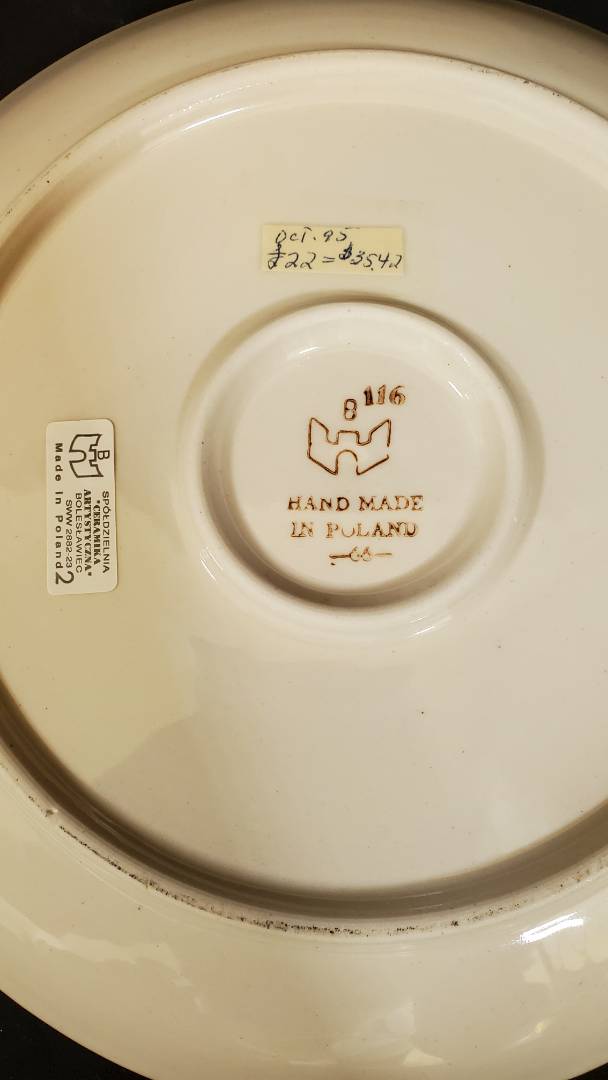 Oct. 95
£22 = $35.42
116
B
HAND MADE
IN POLAND
B
SPÓŁDZIELNIA
"CERAMIKA
ARTYSTYCZNA"
BOLESŁAWIEC
SWW 2882-23
Made in Poland 2